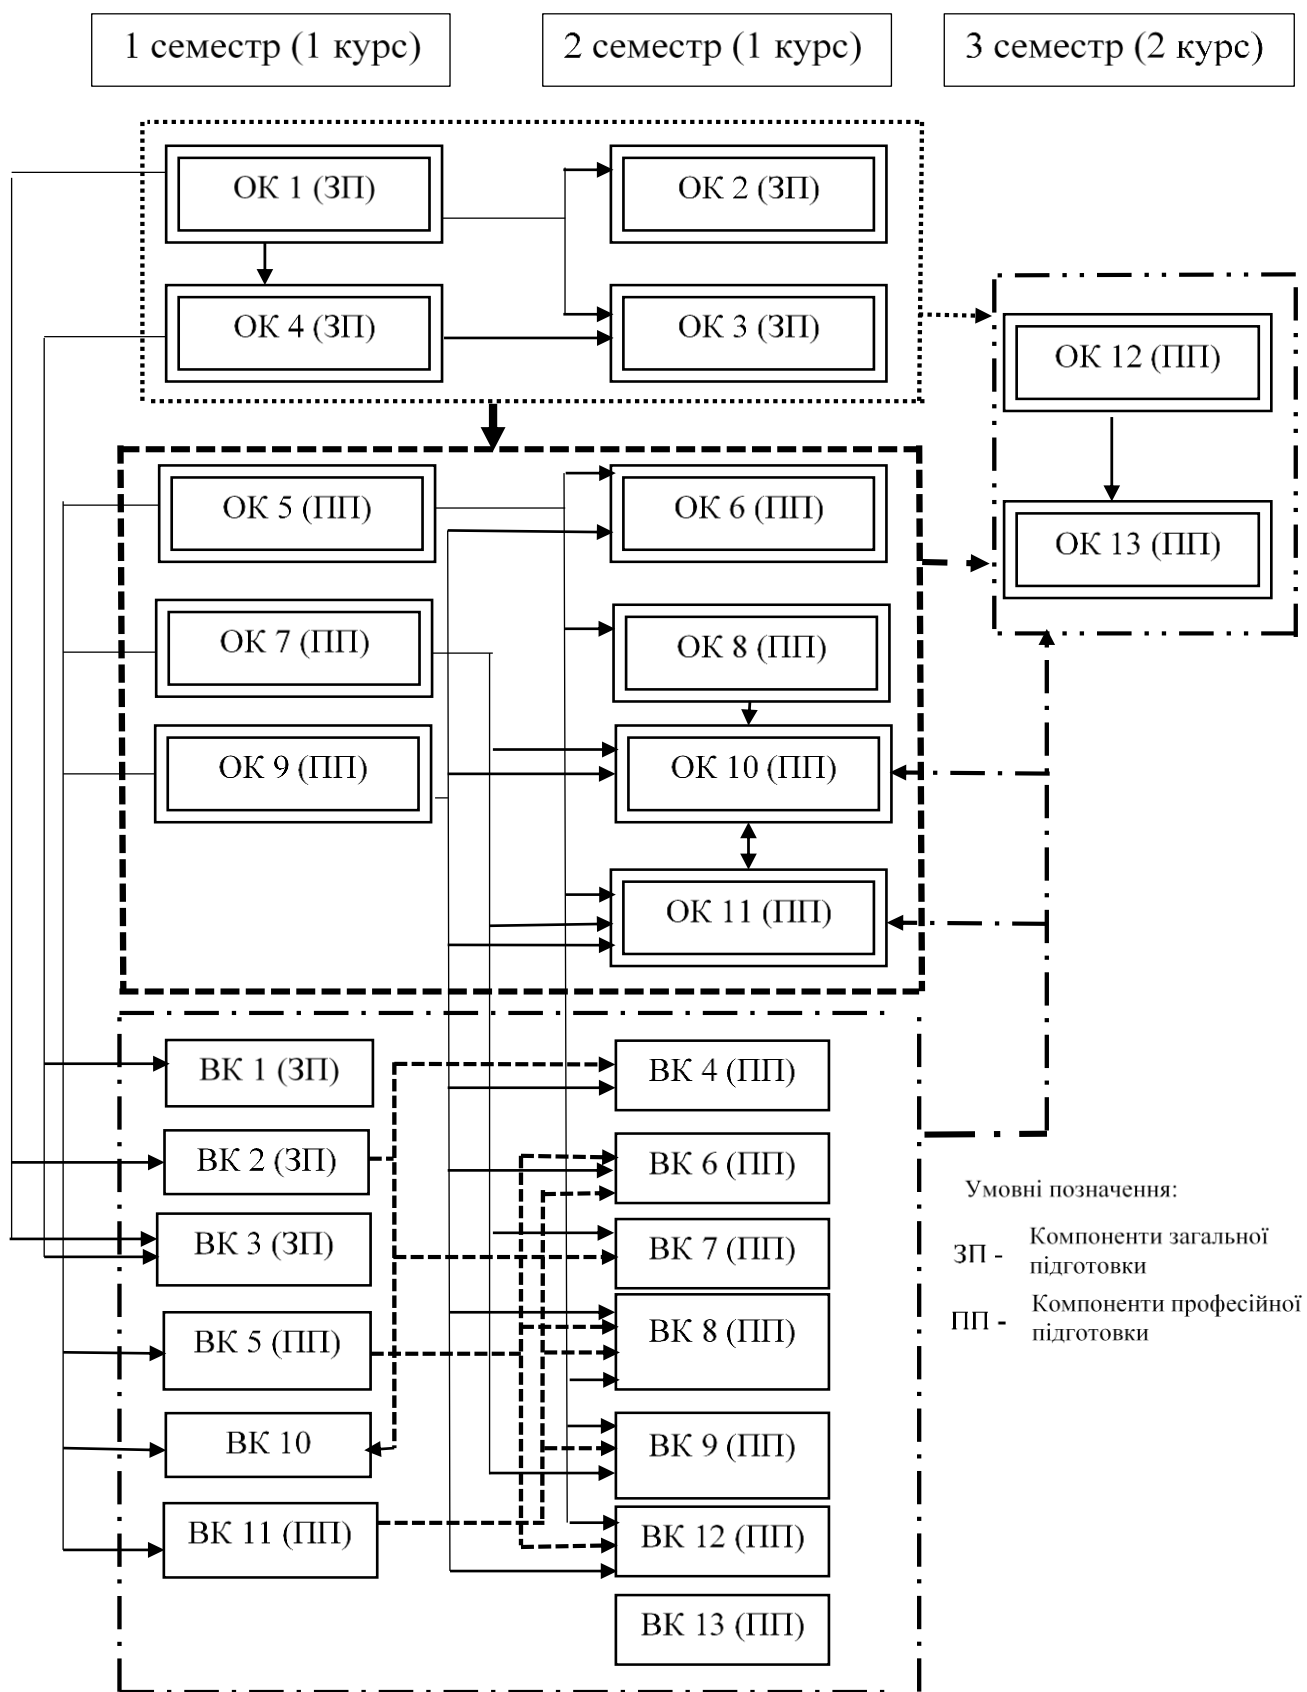 1 семестр (1 курс)
2 семестр (1 курс)
3 семестр (2 курс)
ОК 1 (ЗП)
ОК 2 (ЗП)
ОК 4 (ЗП)
ОК 3 (ЗП)
ОК 12 (ПП)
ОК 5 (ПП)
ОК 6 (ПП)
ОК 13 (ПП)
ОК 7 (ПП)
ОК 8 (ПП)
ОК 9 (ПП)
ОК 10 (ПП)
ОК 11 (ПП)
ВК 1 (ЗП)
ВК 4 (ПП)
ВК 2 (ЗП)
ВК 6 (ПП)
ВК 3 (ЗП)
ВК 7 (ПП)
ВК 5 (ПП)
ВК 8 (ПП)
ВК 10
ВК 9 (ПП)
ВК 11 (ПП)
ВК 12 (ПП)
ВК 13 (ПП)
Умовні позначення:
ЗП - Компоненти загальної
підготовки
ПП - Компоненти професійної
підготовки